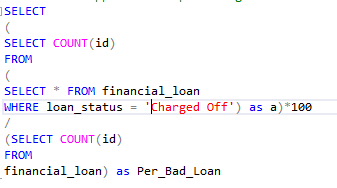 SELECT
(
SELECT COUNT(id)
FROM
(
SELECT * FROM financial_loan
WHERE loan_status = 'Charged Off') as a)*100
/
(SELECT COUNT(id)
FROM
financial_loan) as Per_Bad_Loan